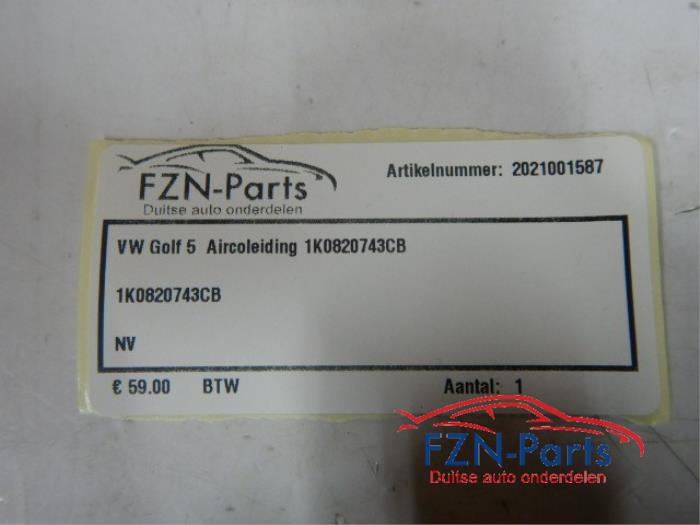 FZN-Parts
Duitse auto onderdelen
Artikelnummer: 2021001587
VW Golf 5 Aircoleiding 1K0820743CB
1K0820743CB
NV
€ 59.00 BTW Aantal: 1
FZN-Parts
Duitse auto onderdelen